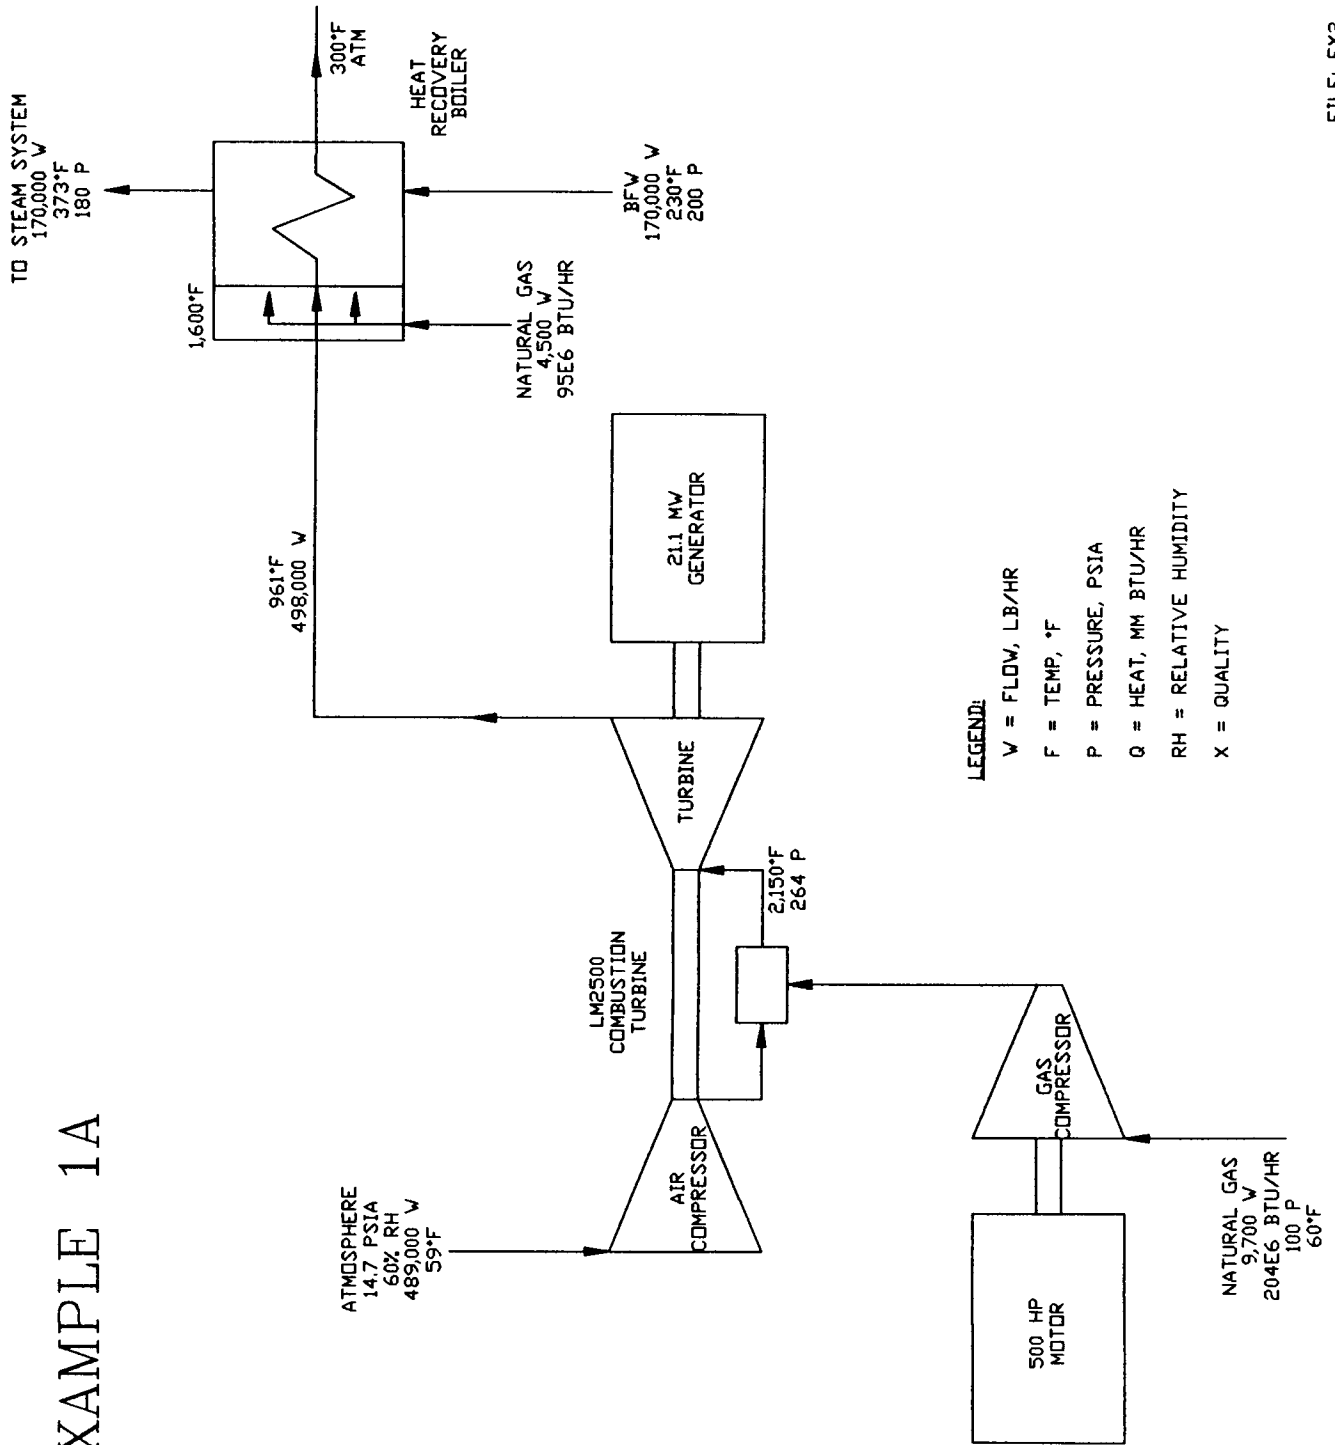 XAMPLE 1A
TO STEAM SYSTEM
170,000 W
373°F
180 P
300°F
ATM
HEAT
RECOVERY
BOILER
1,600°F
BFW
170,000 W
230°F
200 P
NATURAL GAS
4,500 W
95E6 BTU/HR
961°F
498,000 W
21.1 MW
GENERATOR
TURBINE
LM2500
COMBUSTION
TURBINE
2,150°F
264 P
ATMOSPHERE
14.7 PSIA
60% RH
489,000 W
59°F
AIR
COMPRESSOR
GAS
COMPRESSOR
500 HP
MOTOR
NATURAL GAS
9,700 W
204E6 BTU/HR
100 P
60°F
LEGEND:
W = FLOW, LB/HR
F = TEMP, °F
P = PRESSURE, PSIA
Q = HEAT, MM BTU/HR
RH = RELATIVE HUMIDITY
X = QUALITY